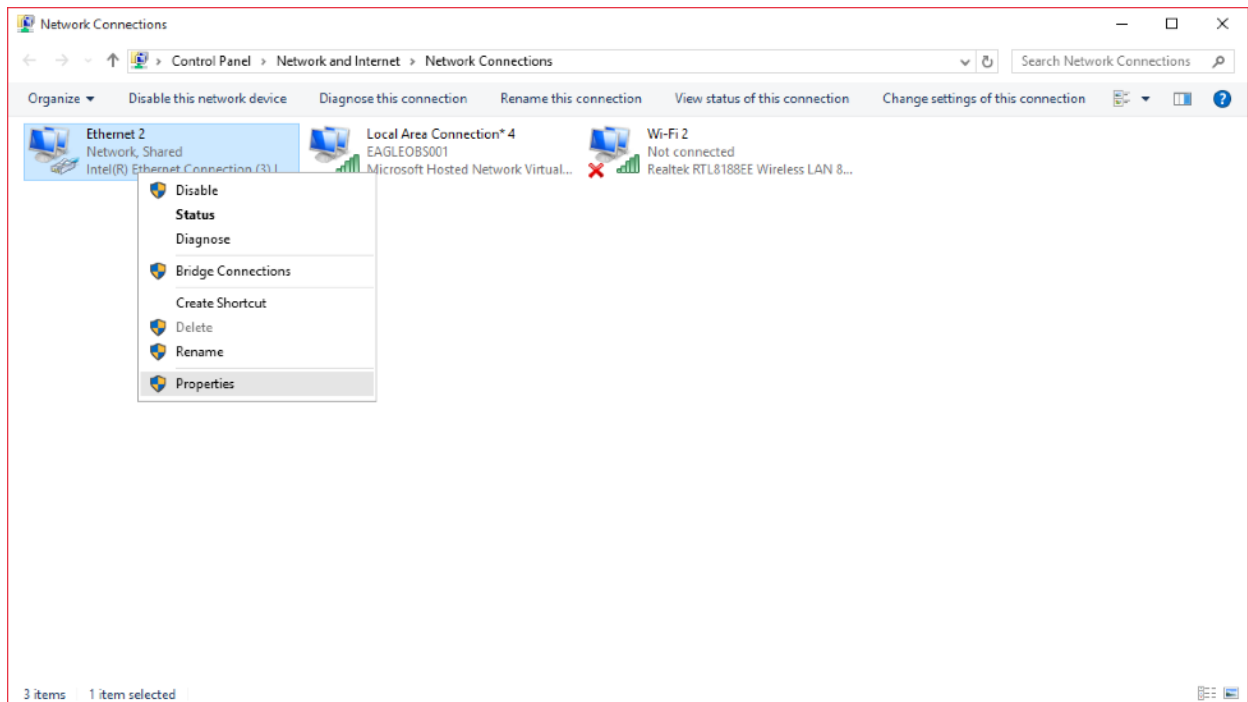 Network Connections
Control Panel > Network and Internet > Network Connections
Search Network Connections
Organize Disable this network device Diagnose this connection Rename this connection View status of this connection Change settings of this connection
Ethernet 2
Network, Shared
Intel(R) Ethernet Connection (3) I
Local Area Connection* 4
EAGLEOBS001
Microsoft Hosted Network Virtual...
Wi-Fi 2
Not connected
Realtek RTL8188EE Wireless LAN 8...
Disable
Status
Diagnose
Bridge Connections
Create Shortcut
Delete
Rename
Properties
3 items 1 item selected